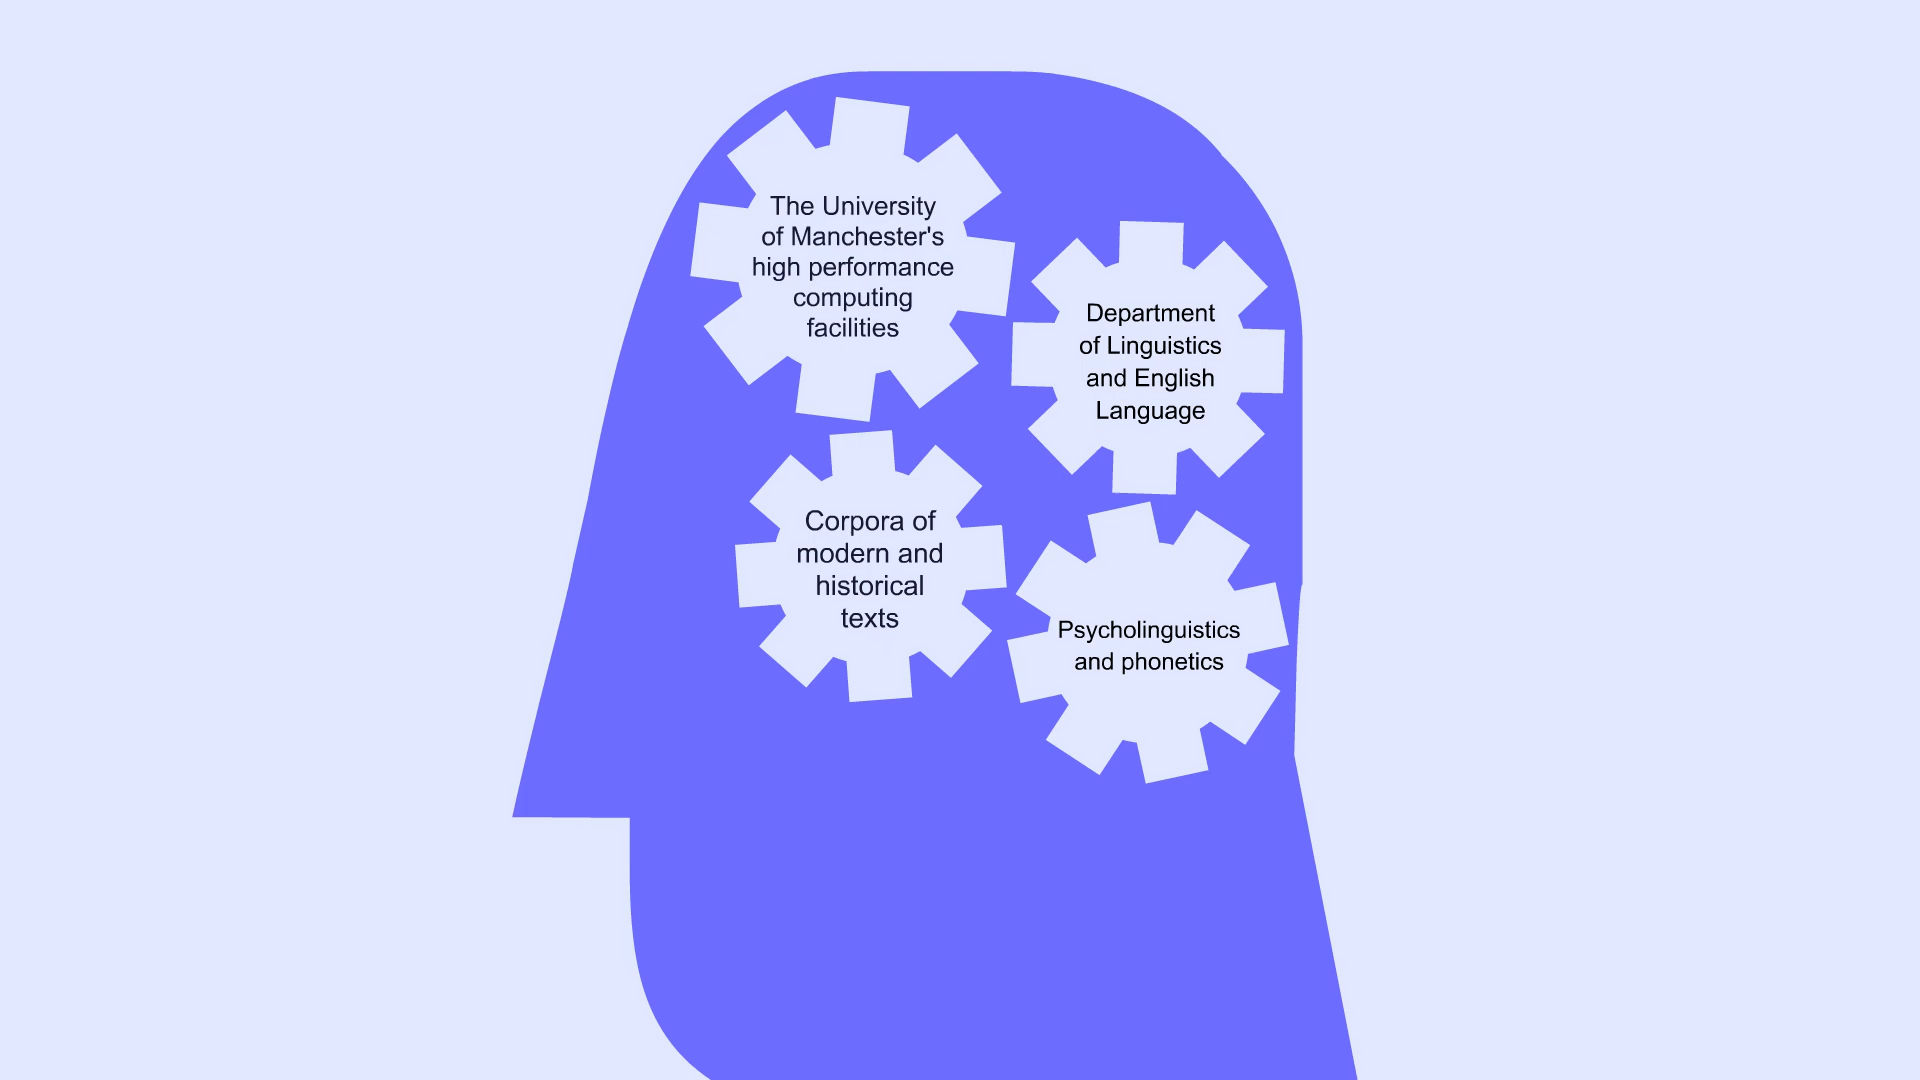 The University
of Manchester's
high performance
computing
facilities
Department
of Linguistics
and English
Language
Corpora of
modern and
historical
texts
Psycholinguistics
and phonetics